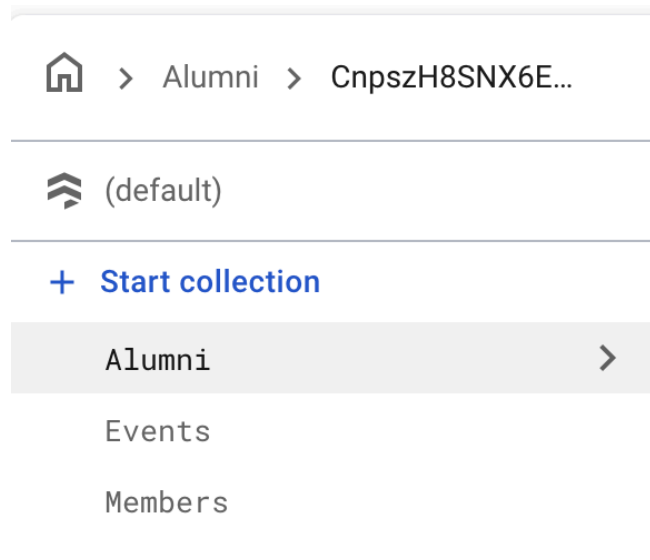 Alumni > CnpszH8SNX6E…
(default)
+ Start collection
Alumni
Events
Members